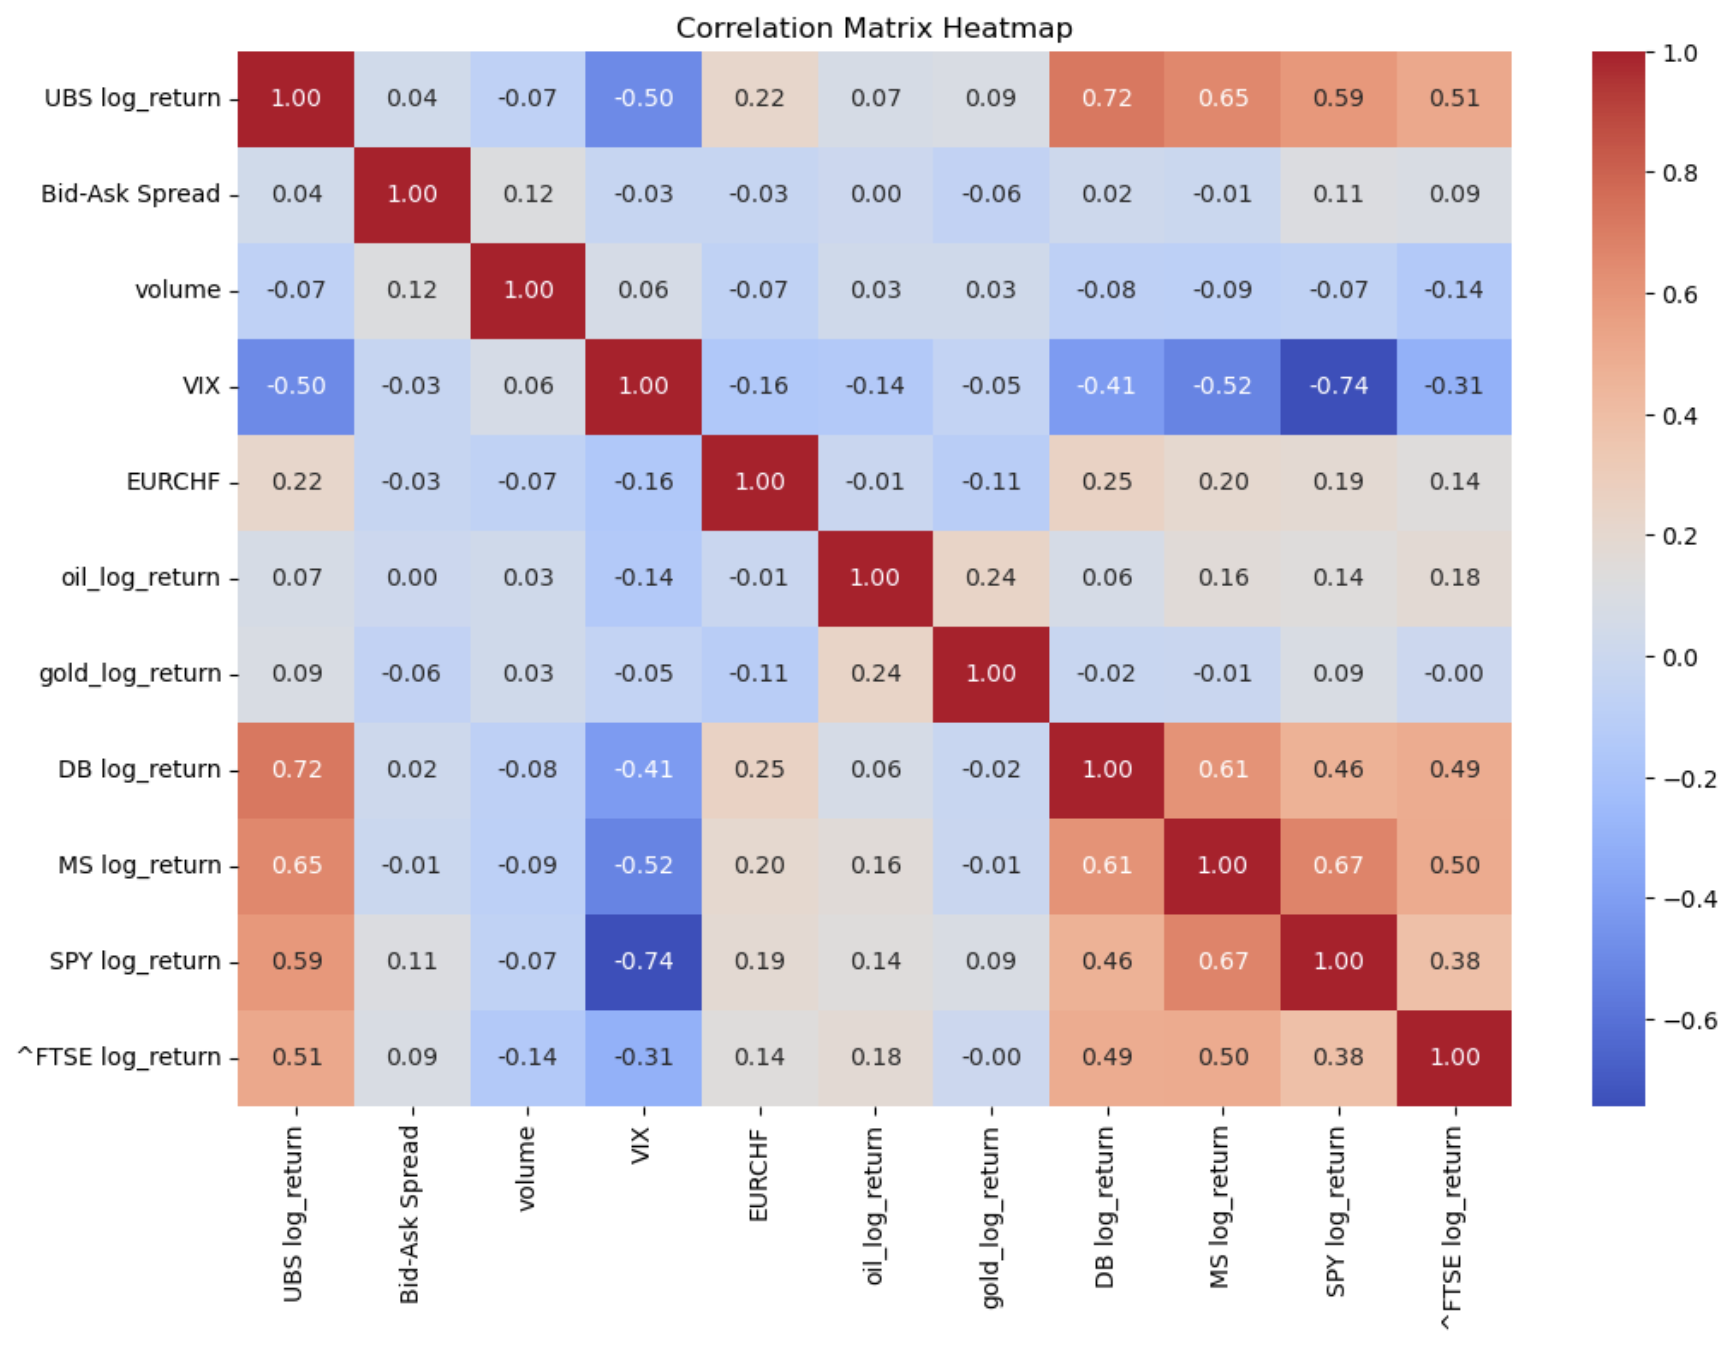 Correlation Matrix Heatmap
UBS log_return 1.00 0.04 -0.07 -0.50 0.22 0.07 0.09 0.72 0.65 0.59 0.51
Bid-Ask Spread 0.04 1.00 0.12 -0.03 -0.03 0.00 -0.06 0.02 -0.01 0.11 0.09
volume -0.07 0.12 1.00 0.06 -0.07 0.03 0.03 -0.08 -0.09 -0.07 -0.14
VIX -0.50 -0.03 0.06 1.00 -0.16 -0.14 -0.05 -0.41 -0.52 -0.74 -0.31
EURCHF 0.22 -0.03 -0.07 -0.16 1.00 -0.01 -0.11 0.25 0.20 0.19 0.14
oil_log_return 0.07 0.00 0.03 -0.14 -0.01 1.00 0.24 0.06 0.16 0.14 0.18
gold_log_return 0.09 -0.06 0.03 -0.05 -0.11 0.24 1.00 -0.02 -0.01 0.09 -0.00
DB log_return 0.72 0.02 -0.08 -0.41 0.25 0.06 -0.02 1.00 0.61 0.46 0.49
MS log_return 0.65 -0.01 -0.09 -0.52 0.20 0.16 -0.01 0.61 1.00 0.67 0.50
SPY log_return 0.59 0.11 -0.07 -0.74 0.19 0.14 0.09 0.46 0.67 1.00 0.38
^FTSE log_return 0.51 0.09 -0.14 -0.31 0.14 0.18 -0.00 0.49 0.50 0.38 1.00
UBS log_return
Bid-Ask Spread
volume
VIX
EURCHF
oil_log_return
gold_log_return
DB log_return
MS log_return
SPY log_return
^FTSE log_return
1.0
0.8
0.6
0.4
0.2
0.0
−0.2
−0.4
−0.6